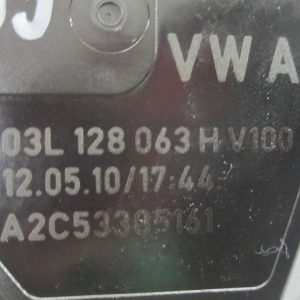 VW A
03L 128 063 H V100
12.05.10/17:44
A2C53385161